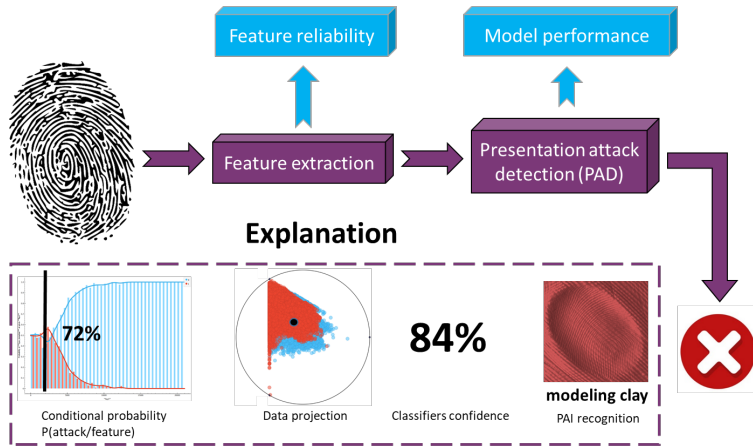 Feature reliability
Model performance
Feature extraction
Presentation attack
detection (PAD)
Explanation
72%
84%
modeling clay
Conditional probability
P(attack/feature)
Data projection
Classifiers confidence
PAI recognition